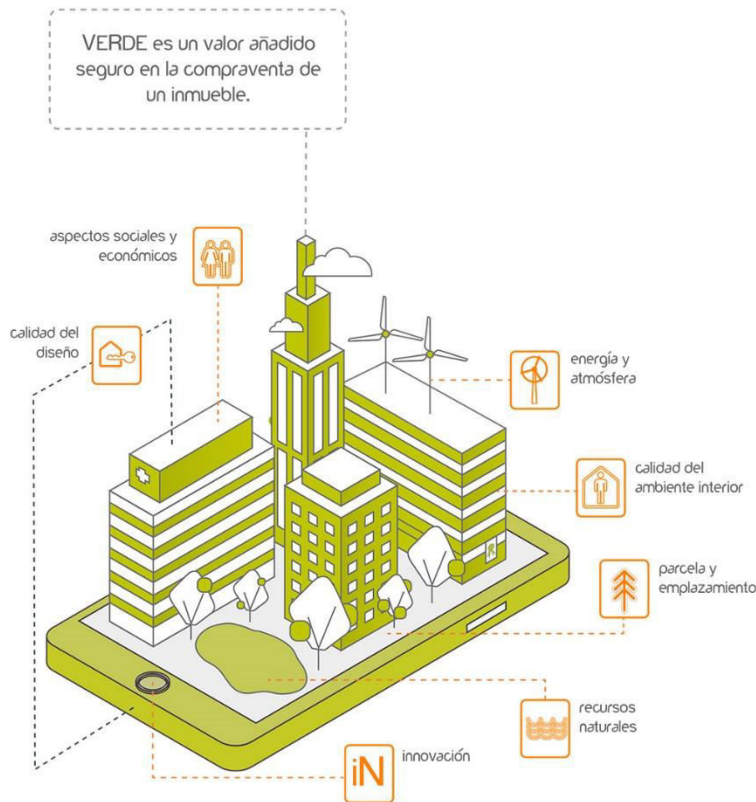 VERDE es un valor añadido
seguro en la compraventa de
un inmueble.
aspectos sociales y
económicos
calidad del
diseño
energía y
atmósfera
calidad del
ambiente interior
parcela y
emplazamiento
recursos
naturales
innovación
iN